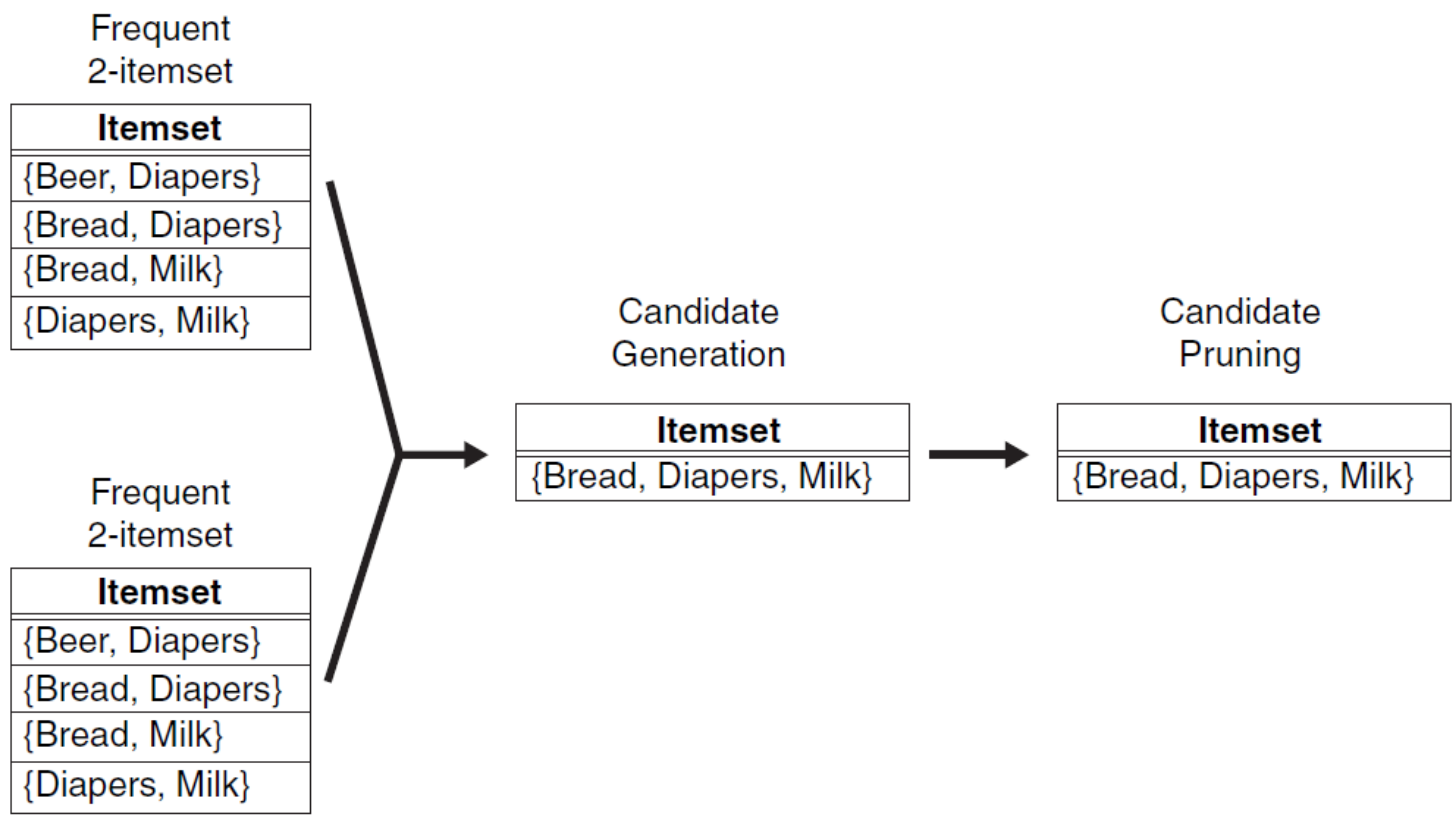 Frequent
2-itemset
Itemset
{Beer, Diapers}
{Bread, Diapers}
{Bread, Milk}
{Diapers, Milk}
Frequent
2-itemset
Itemset
{Beer, Diapers}
{Bread, Diapers}
{Bread, Milk}
{Diapers, Milk}
Candidate
Generation
Itemset
{Bread, Diapers, Milk}
Candidate
Pruning
Itemset
{Bread, Diapers, Milk}